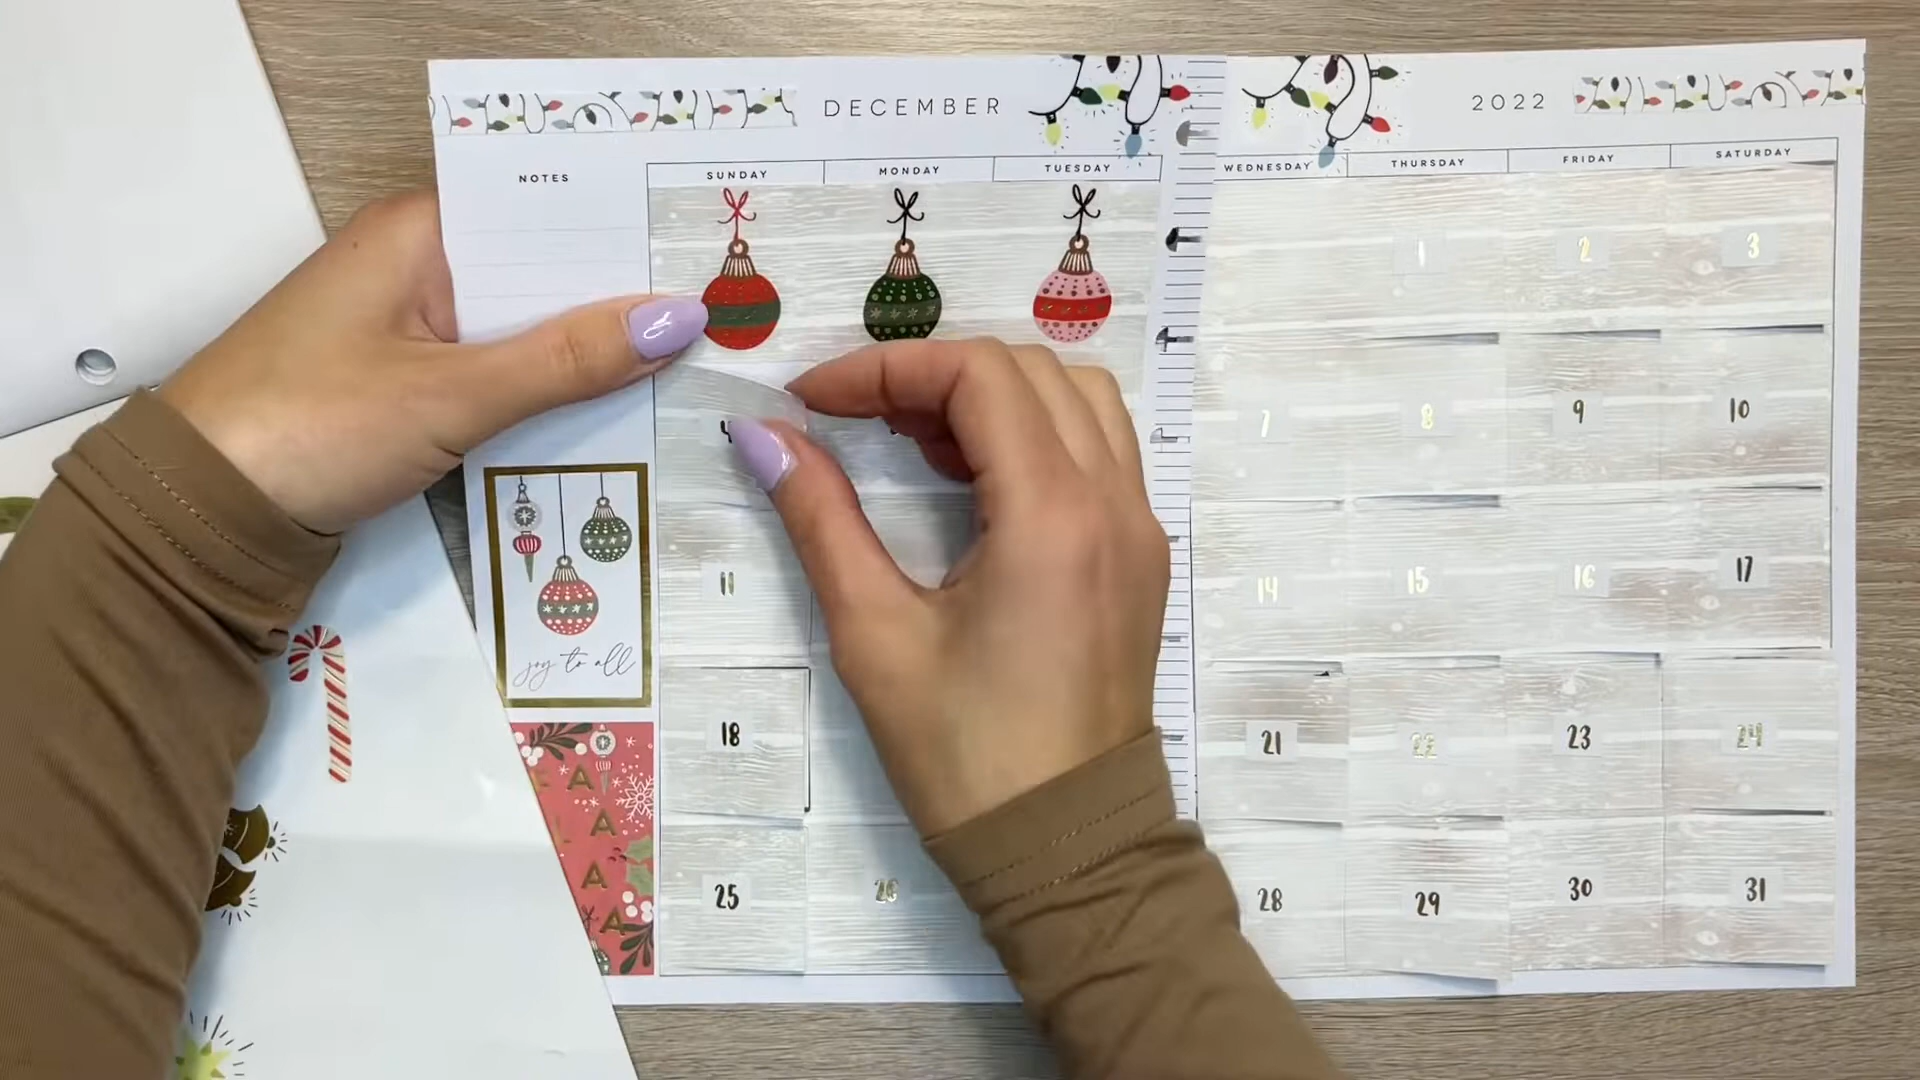 DECEMBER
2022
NOTES
SUNDAY
MONDAY
TUESDAY
WEDNESDAY
THURSDAY
FRIDAY
SATURDAY
1
2
3
4
7
8
9
10
11
14
15
16
17
18
21
22
23
24
25
26
28
29
30
31
joy to all
A
L A
A
A